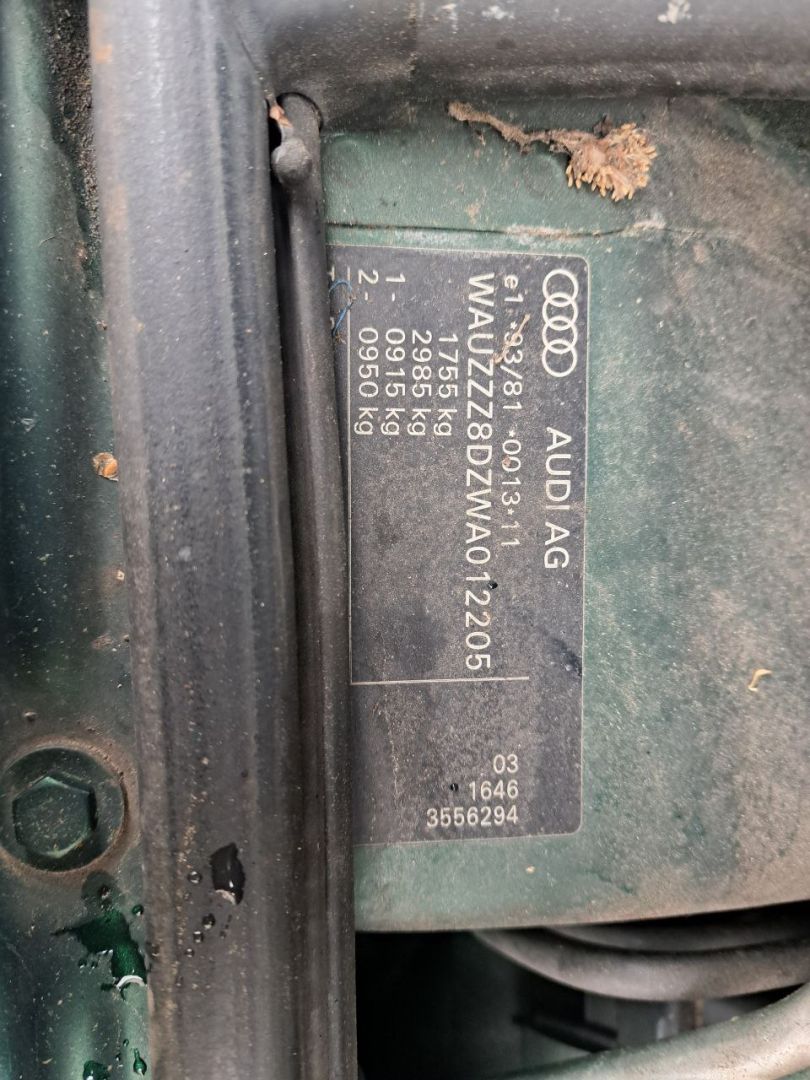 AUDI AG
e1 *93/81 *0013*11
WAUZZZ8DZWA012205
1755 kg
2985 kg
1- 0915 kg
2- 0950 kg
03
1646
3556294